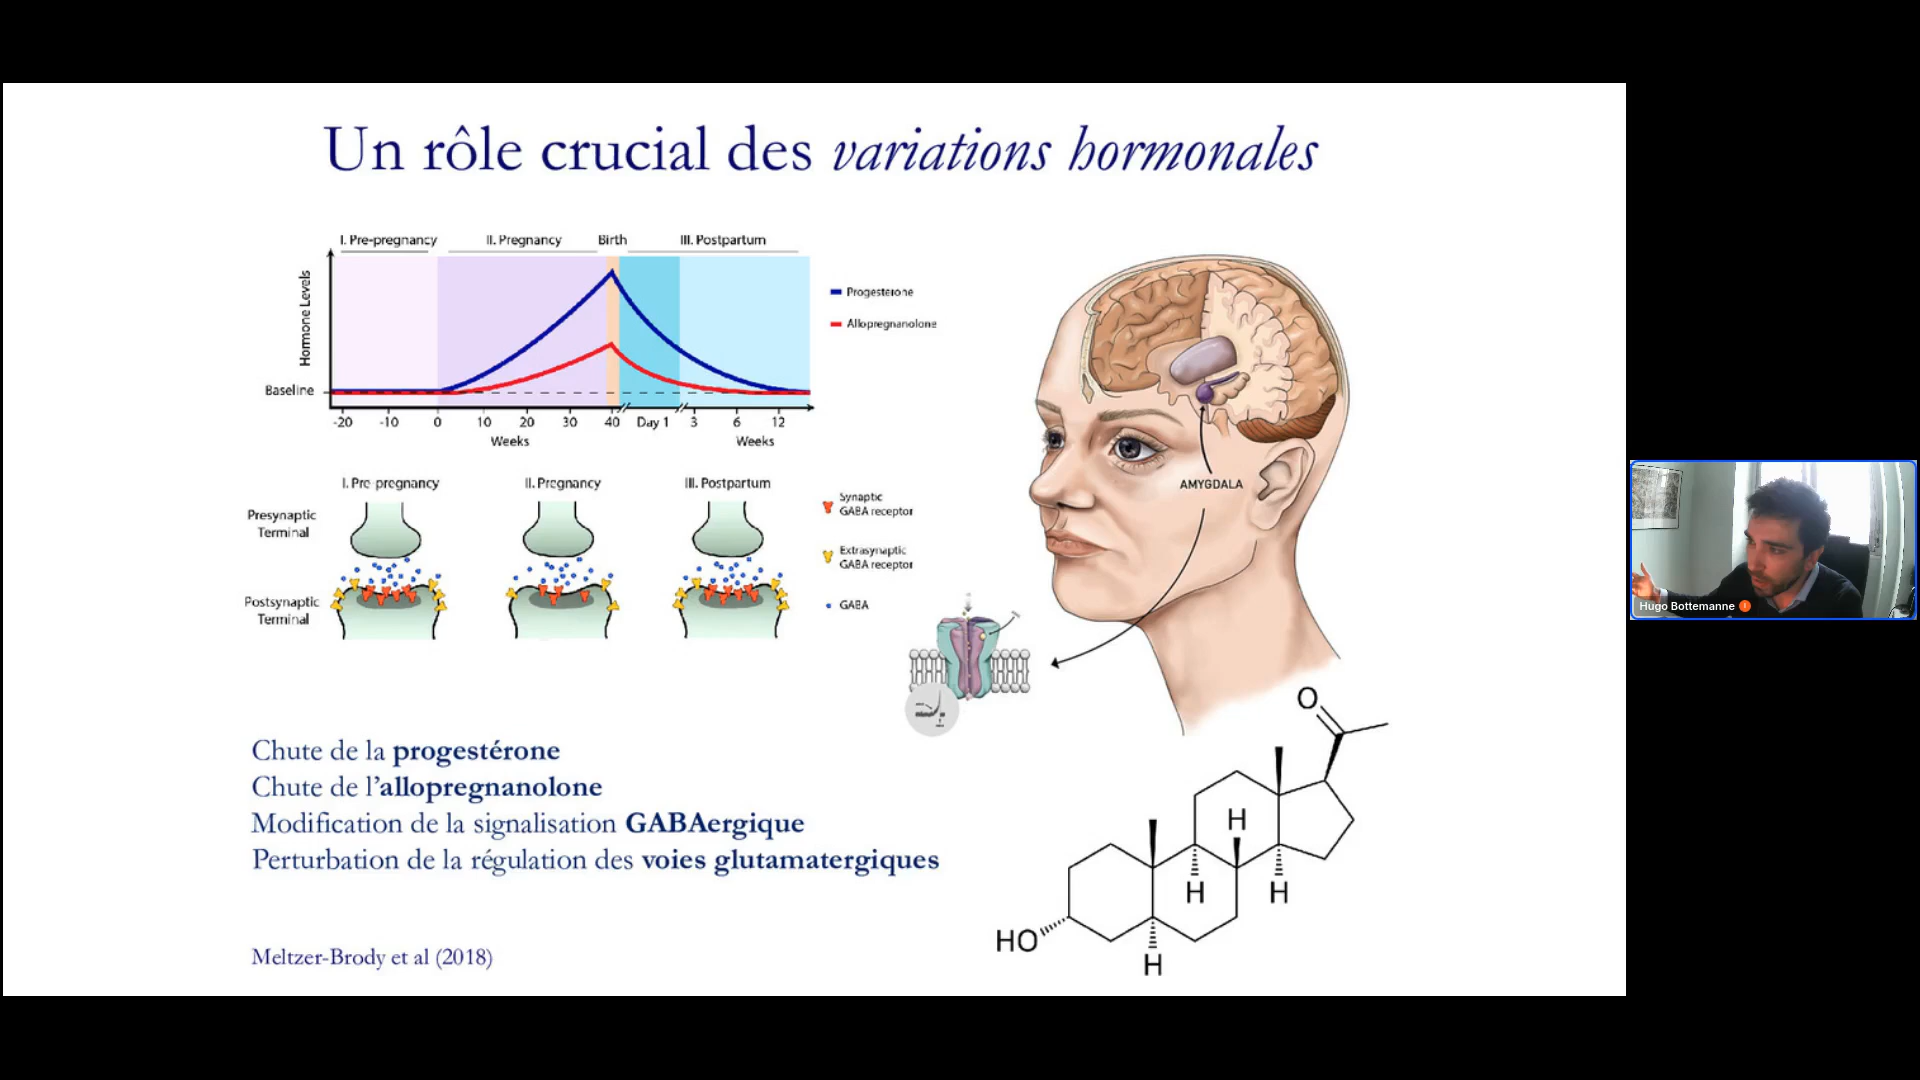 Un rôle crucial des variations hormonales
I. Pre-pregnancy
II. Pregnancy
Birth
III. Postpartum
Hormone Levels
Baseline
Progesterone
Allopregnanolone
-20 -10 0 10 20 30 40 Day 1 3 6 12
Weeks
Weeks
I. Pre-pregnancy
II. Pregnancy
III. Postpartum
Presynaptic
Terminal
Postsynaptic
Terminal
Synaptic
GABA receptor
Extrasynaptic
GABA receptor
GABA
AMYGDALA
Chute de la progestérone
Chute de l’allopregnanolone
Modification de la signalisation GABAergique
Perturbation de la régulation des voies glutamatergiques
Meltzer-Brody et al (2018)
O
H
H
H
HO
H
Hugo Bottemanne